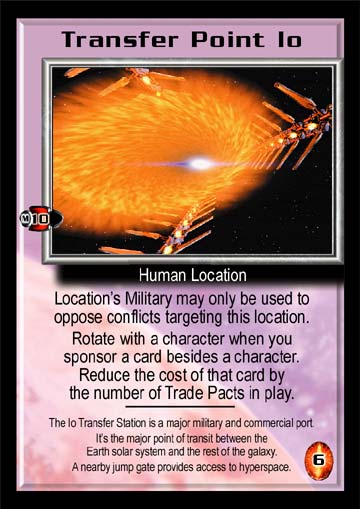 Transfer Point Io
M 10
Human Location
Location's Military may only be used to
oppose conflicts targeting this location.
Rotate with a character when you
sponsor a card besides a character.
Reduce the cost of that card by
the number of Trade Pacts in play.
The Io Transfer Station is a major military and commercial port
It's the major point of transit between the
Earth solar system and the rest of the galaxy.
A nearby jump gate provides access to hyperspace.
6